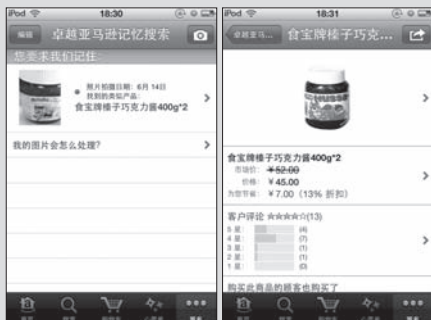 iPod
18:30
编辑
卓越亚马逊记忆搜索
您要求我们记住:
照片拍摄日期: 6月 14日
找到的类似产品:
食宝牌榛子巧克力酱400g*2
我的图片会怎么处理?
iPod
18:31
卓越亚马...
食宝牌榛子巧克...
食宝牌榛子巧克力酱400g*2
市场价: ￥52.00
价格: ￥45.00
为您节省: ￥7.00 (13% 折扣)
客户评论 ★★★★☆(13)
5 星: (4)
4 星: (7)
3 星: (1)
2 星: (1)
1 星: (0)
购买此商品的顾客也购买了